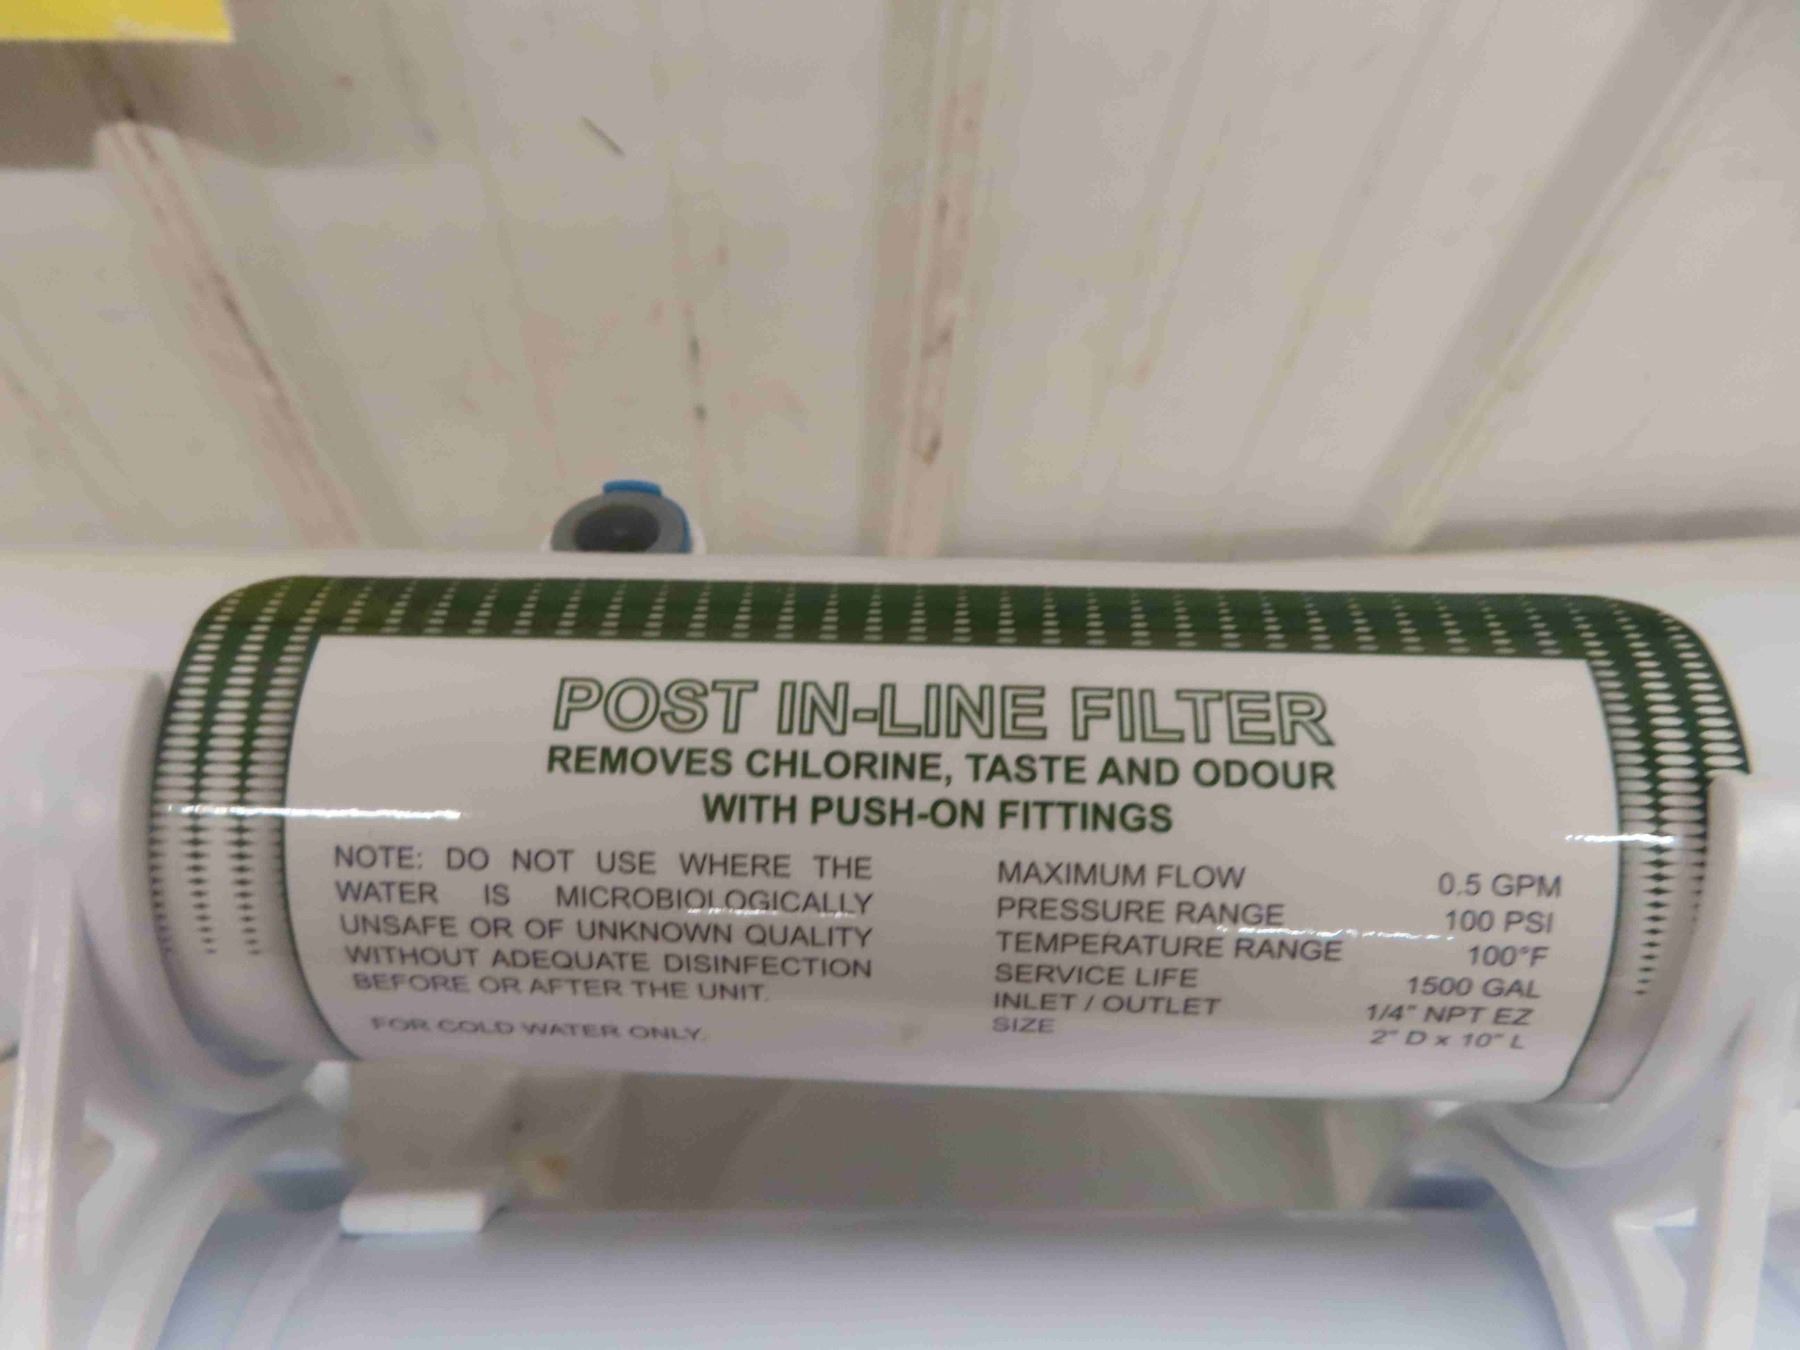 POST IN-LINE FILTER
REMOVES CHLORINE, TASTE AND ODOUR
WITH PUSH-ON FITTINGS
NOTE: DO NOT USE WHERE THE
WATER IS MICROBIOLOGICALLY
UNSAFE OR OF UNKNOWN QUALITY
WITHOUT ADEQUATE DISINFECTION
BEFORE OR AFTER THE UNIT.
FOR COLD WATER ONLY.
MAXIMUM FLOW 0.5 GPM
PRESSURE RANGE 100 PSI
TEMPERATURE RANGE 100°F
SERVICE LIFE 1500 GAL
INLET / OUTLET 1/4" NPT EZ
SIZE 2" D x 10" L